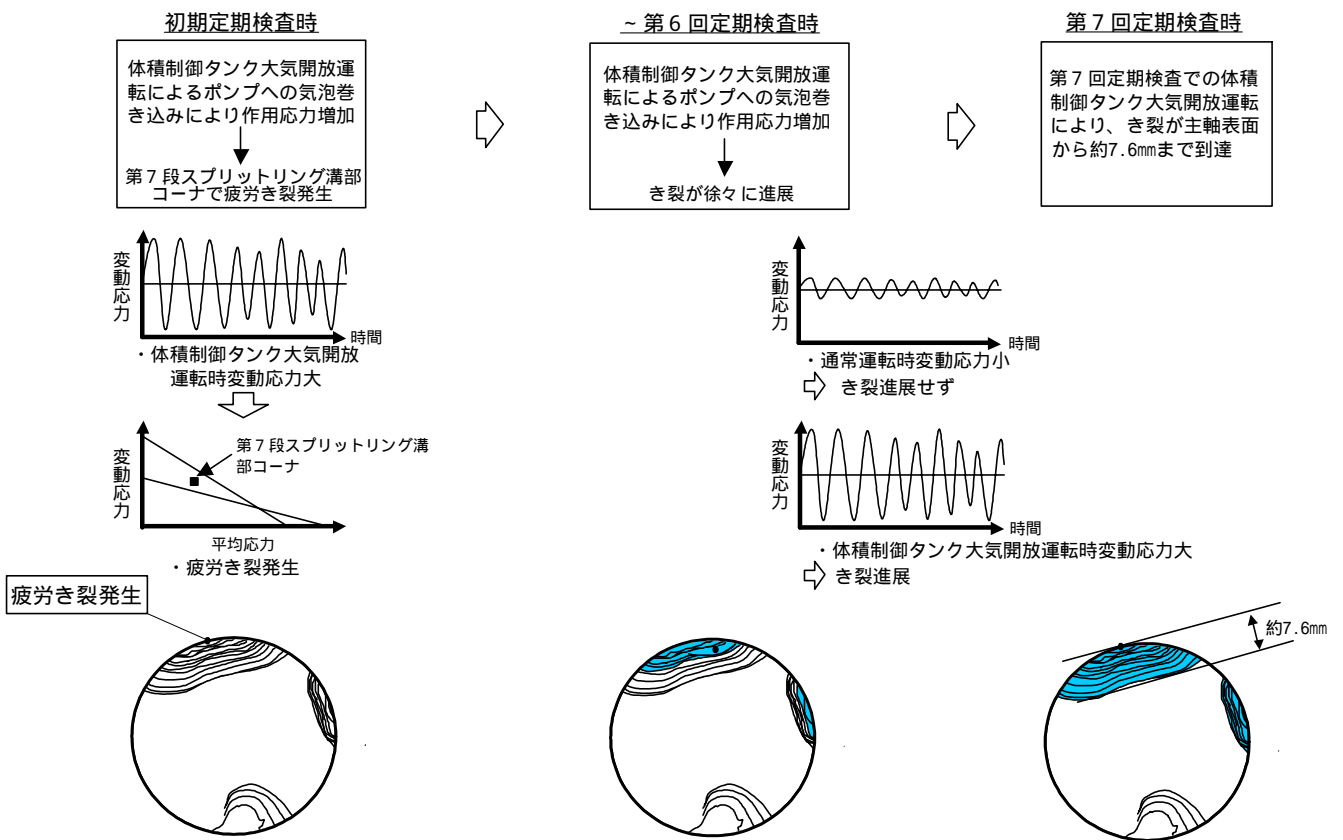 初期定期検査時
体積制御タンク大気開放運
転によるポンプへの気泡巻
き込みにより作用応力増加
第７段スプリットリング溝部
コーナで疲労き裂発生
変動応力
時間
・体積制御タンク大気開放
運転時変動応力大
変動応力
第７段スプリットリング溝
部コーナ
平均応力
・疲労き裂発生
疲労き裂発生
~ 第６回定期検査時
体積制御タンク大気開放運
転によるポンプへの気泡巻
き込みにより作用応力増加
き裂が徐々に進展
変動応力
時間
・通常運転時変動応力小
き裂進展せず
変動応力
時間
・体積制御タンク大気開放運転時変動応力大
き裂進展
第７回定期検査時
第７回定期検査での体積
制御タンク大気開放運転
により、き裂が主軸表面
から約7.6mmまで到達
約7.6mm